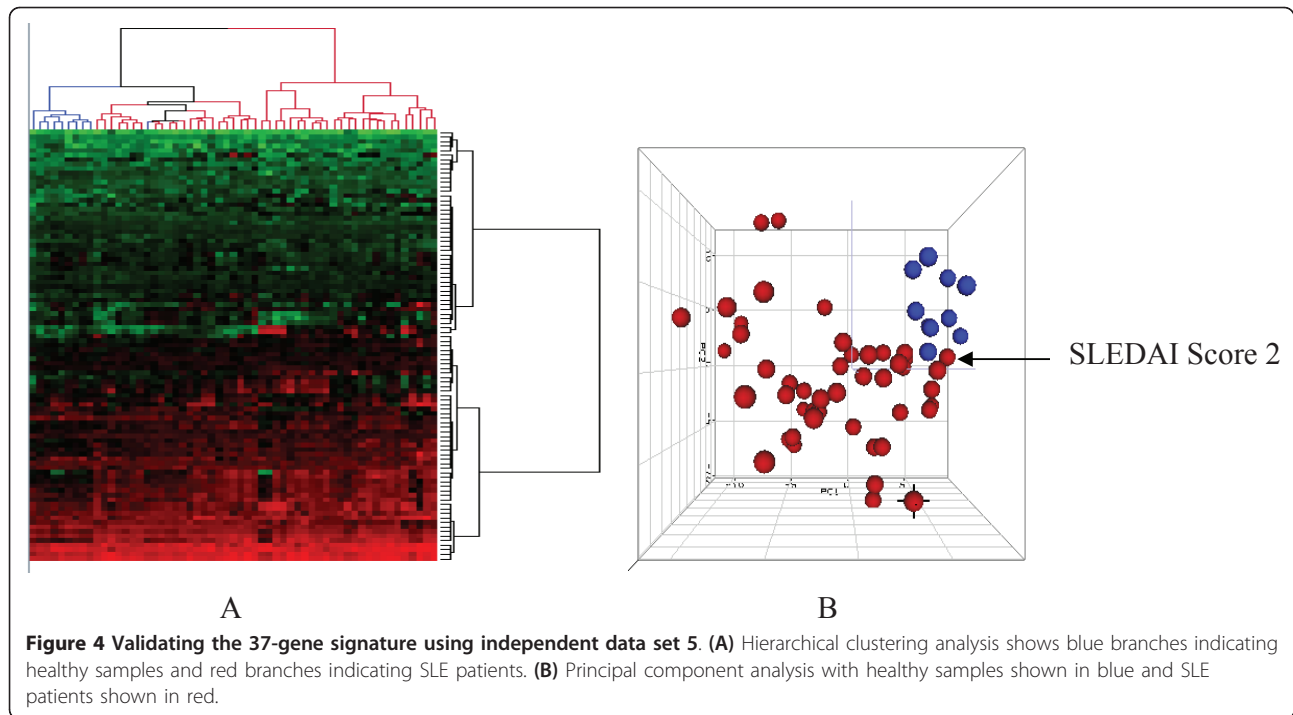 SLEDAI Score 2
PC1
A
B
Figure 4 Validating the 37-gene signature using independent data set 5. (A) Hierarchical clustering analysis shows blue branches indicating
healthy samples and red branches indicating SLE patients. (B) Principal component analysis with healthy samples shown in blue and SLE
patients shown in red.